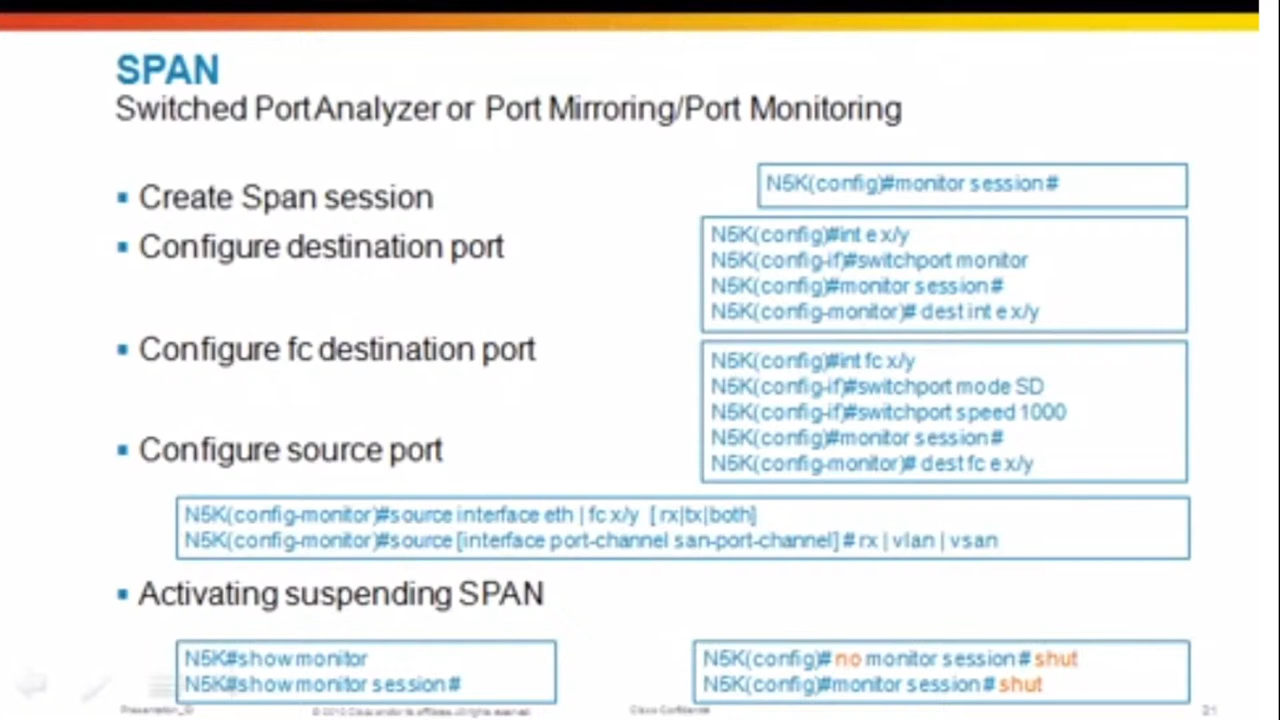 SPAN
Switched Port Analyzer or Port Mirroring/Port Monitoring
▪ Create Span session
N5K(config)#monitor session #
▪ Configure destination port
N5K(config)#int e x/y
N5K(config-if)#switchport monitor
N5K(config)#monitor session #
N5K(config-monitor)# dest int e x/y
▪ Configure fc destination port
N5K(config)#int fc x/y
N5K(config-if)#switchport mode SD
N5K(config-if)#switchport speed 1000
N5K(config)#monitor session #
N5K(config-monitor)# dest fc e x/y
▪ Configure source port
N5K(config-monitor)#source interface eth | fc x/y [ rx|tx|both]
N5K(config-monitor)#source [interface port-channel san-port-channel] # rx | vlan | vsan
▪ Activating suspending SPAN
N5K#show monitor
N5K#show monitor session #
N5K(config)# no monitor session # shut
N5K(config)#monitor session # shut
Presentation_ID
Cisco Confidential